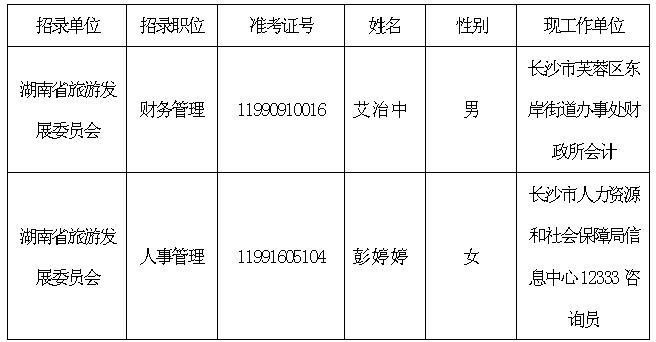 招录单位 招录职位 准考证号 姓名 性别 现工作单位
湖南省旅游发
展委员会
财务管理
11990910016
艾治中
男
长沙市芙蓉区东
岸街道办事处财
政所会计
湖南省旅游发
展委员会
人事管理
11991605104
彭婷婷
女
长沙市人力资源
和社会保障局信
息中心12333 咨
询员